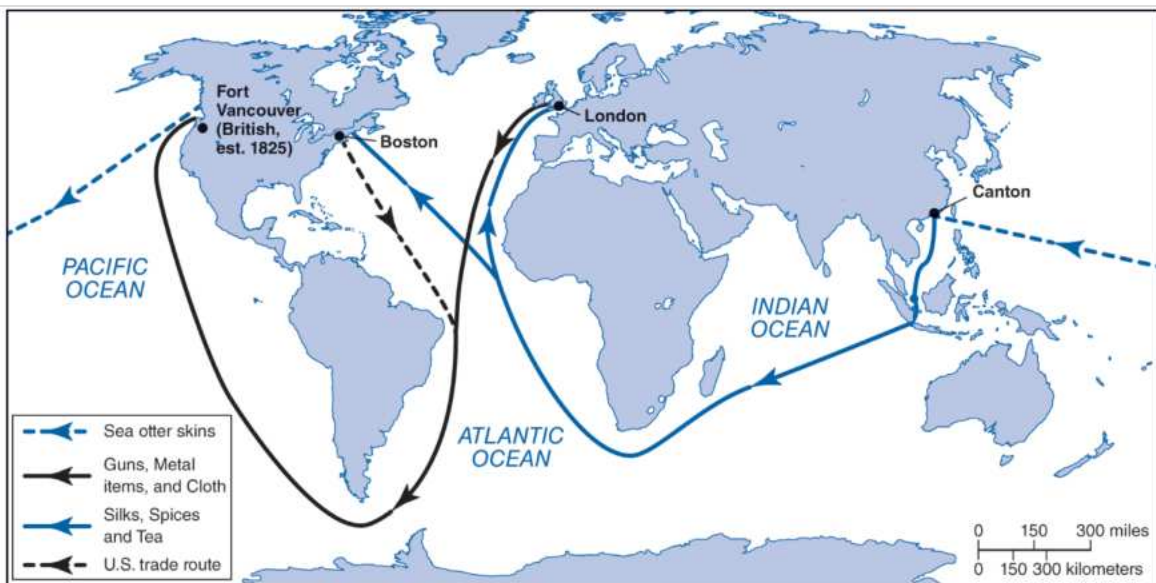 Fort
Vancouver
(British,
est. 1825)
Boston
London
Canton
PACIFIC
OCEAN
INDIAN
OCEAN
ATLANTIC
OCEAN
Sea otter skins
Guns, Metal
items, and Cloth
Silks, Spices
and Tea
U.S. trade route
0 150 300 miles
0 150 300 kilometers